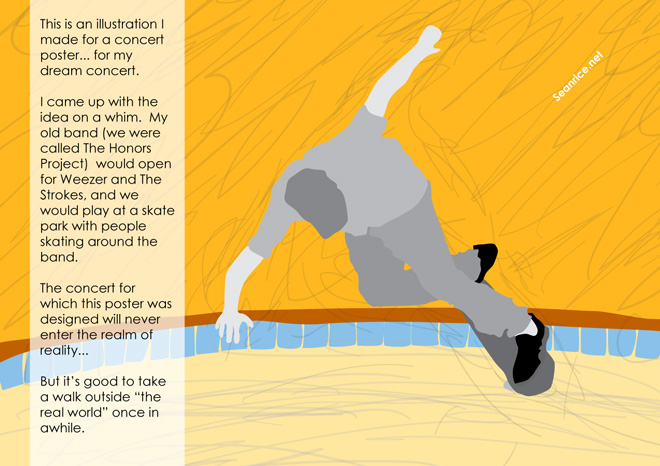 This is an illustration I
made for a concert
poster... for my
dream concert.
I came up with the
idea on a whim.  My
old band (we were
called The Honors
Project)  would open
for Weezer and The
Strokes, and we
would play at a skate
park with people
skating around the
band.
The concert for
which this poster was
designed will never
enter the realm of
reality...
But it's good to take
a walk outside “the
real world” once in
awhile.
Seanrice.net